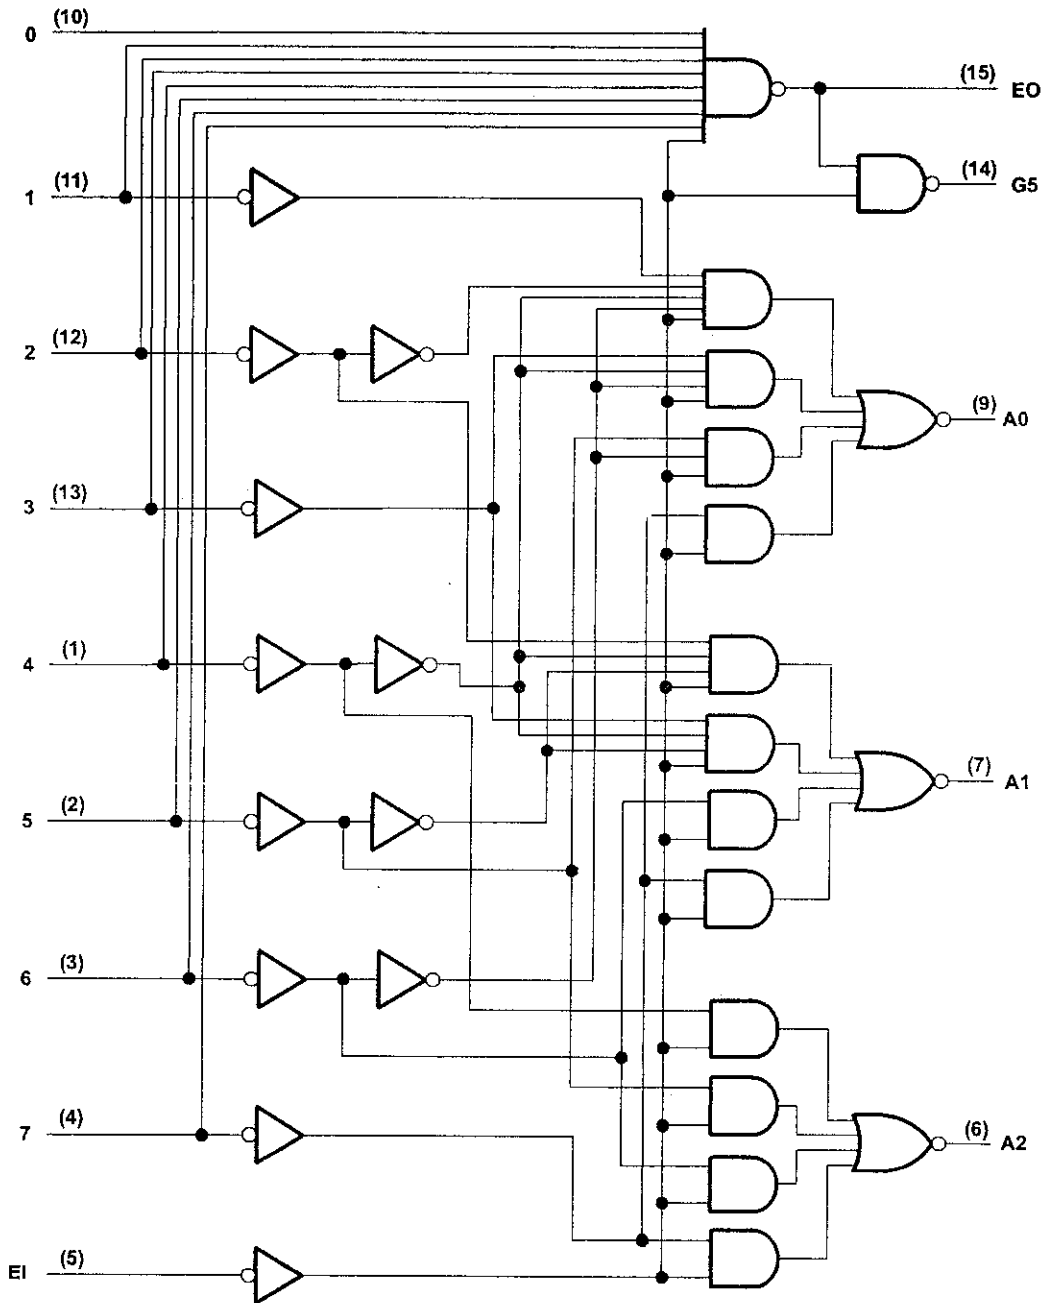 0 (10)
(15) EO
(14) G5
1 (11)
2 (12)
(9) A0
3 (13)
4 (1)
(7) A1
5 (2)
6 (3)
7 (4)
(6) A2
EI (5)